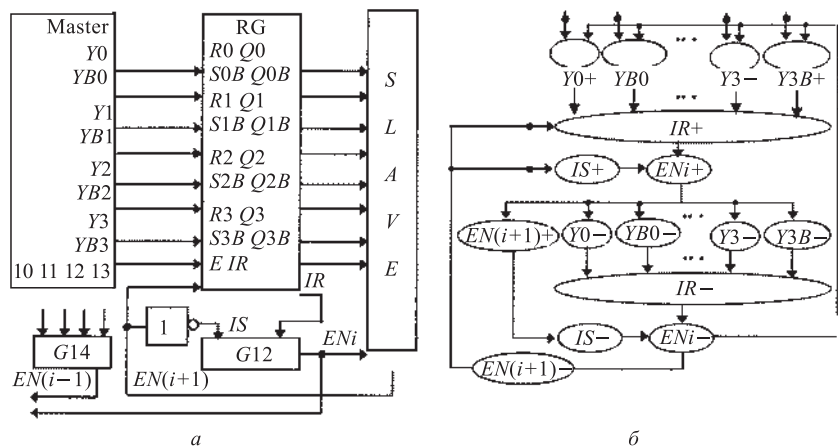 Master
Y0
YB0
Y1
YB1
Y2
YB2
Y3
YB3
10 11 12 13
RG
R0 Q0
S0B Q0B
R1 Q1
S1B Q1B
R2 Q2
S2B Q2B
R3 Q3
S3B Q3B
E IR
S
L
A
V
E
IR
1
IS
G12
ENi
G14
EN(i−1)
EN(i+1)
а
Y0+ YB0 Y3− Y3B+
IR+
IS+ ENi+
EN(i+1)+ Y0− YB0− Y3− Y3B−
IR−
IS− ENi−
EN(i+1)−
б